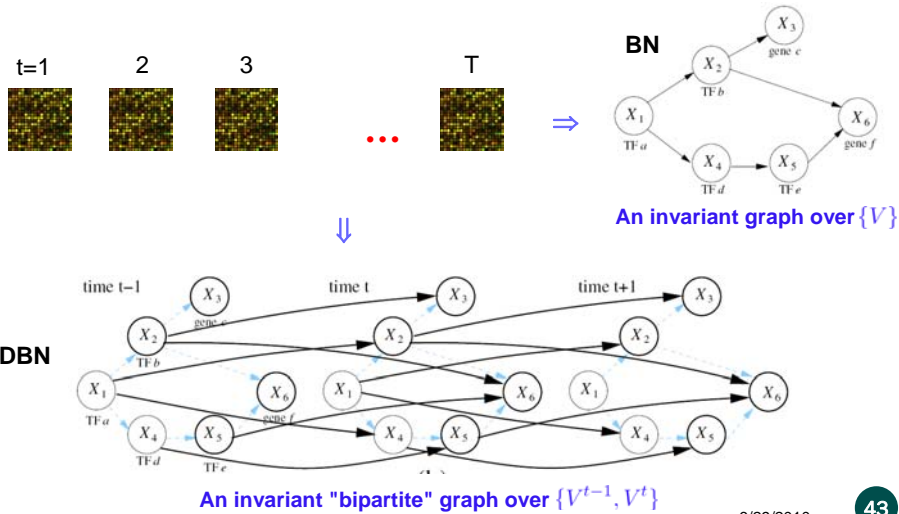 t=1 2 3 T
BN
X₁
TF a
X₂
TF b
X₃
gene c
X₄
TF d
X₅
TF e
X₆
gene f
An invariant graph over {V}
DBN
time t−1 time t time t+1
X₁
TF a
X₂
TF b
X₃
X₄
TF d
X₅
TF e
X₆
gene f
X₁
X₂
X₃
X₄
X₅
X₆
X₁
X₂
X₃
X₄
X₅
X₆
An invariant "bipartite" graph over {Vᵗ⁻¹, Vᵗ}
43